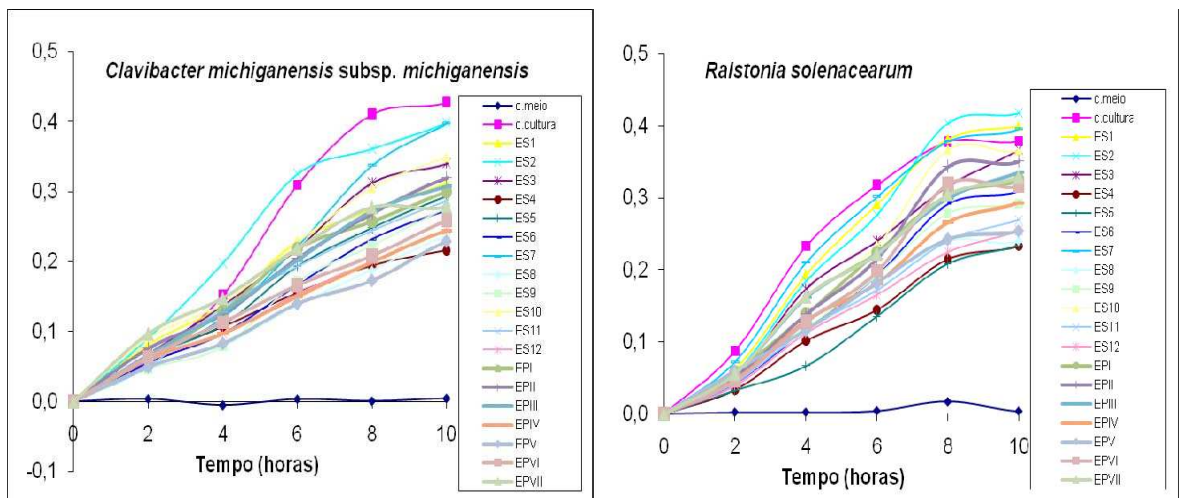 Clavibacter michiganensis subsp. michiganensis
0,5
0,4
0,3
0,2
0,1
0,0
-0,1
0
2
4
6
8
10
Tempo (horas)
c.meio
c.cultura
ES1
ES2
ES3
ES4
ES5
ES6
ES7
ES8
ES9
ES10
ES11
ES12
EPI
EPII
EPIII
EPIV
EPV
EPVI
EPVII
Ralstonia solenacearum
0,5
0,4
0,3
0,2
0,1
0,0
0
2
4
6
8
10
Tempo (horas)
c.meio
c.cultura
ES1
ES2
ES3
ES4
ES5
ES6
ES7
ES8
ES9
ES10
ES11
ES12
EPI
EPII
EPIII
EPIV
EPV
EPVI
EPVII